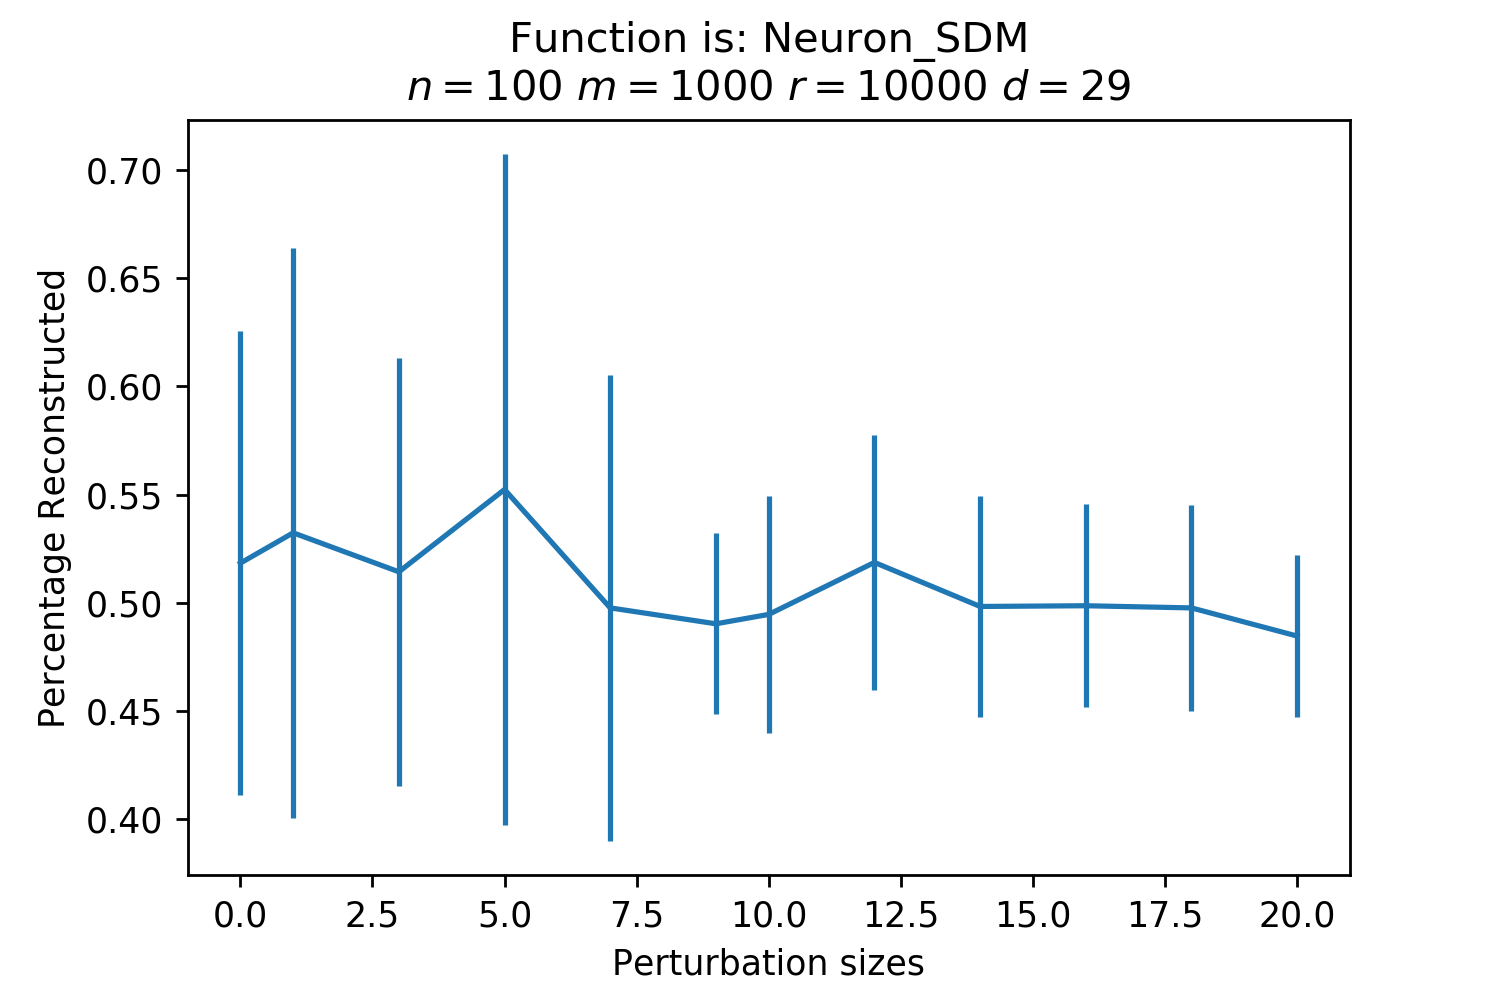 Function is: Neuron_SDM
n = 100 m = 1000 r = 10000 d = 29
Percentage Reconstructed
0.70
0.65
0.60
0.55
0.50
0.45
0.40
0.0 2.5 5.0 7.5 10.0 12.5 15.0 17.5 20.0
Perturbation sizes